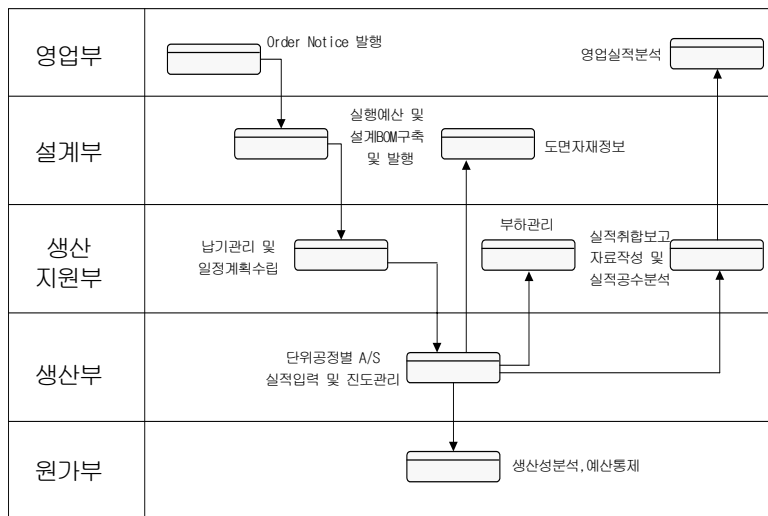 영업부
Order Notice 발행
영업실적분석
설계부
실행예산 및
설계BOM구축
및 발행
도면자재정보
생산
지원부
납기관리 및
일정계획수립
부하관리
실적취합보고
자료작성 및
실적공수분석
생산부
단위공정별 A/S
실적입력 및 진도관리
원가부
생산성분석,예산통제